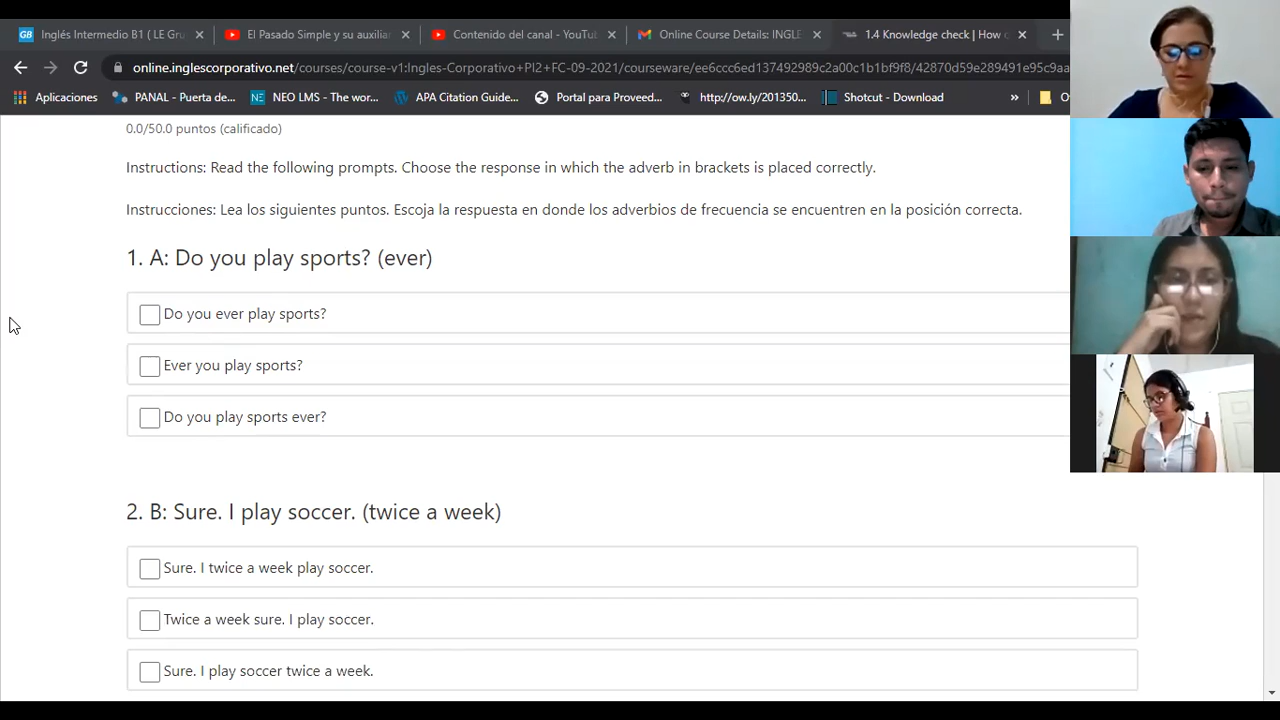 Inglés Intermedio B1 ( LE Gru
El Pasado Simple y su auxilia
Contenido del canal - YouTu
Online Course Details: INGLE
1.4 Knowledge check | How o
online.inglescorporativo.net/courses/course-v1:Ingles-Corporativo+PI2+FC-09-2021/courseware/ee6ccc6ed137492989c2a00c1b1bf9f8/42870d59e289491e95c9aa
Aplicaciones
PANAL - Puerta de...
NEO LMS - The wor...
APA Citation Guide...
Portal para Proveed...
http://ow.ly/201350...
Shotcut - Download
»
0.0/50.0 puntos (calificado)
Instructions: Read the following prompts. Choose the response in which the adverb in brackets is placed correctly.
Instrucciones: Lea los siguientes puntos. Escoja la respuesta en donde los adverbios de frecuencia se encuentren en la posición correcta.
1. A: Do you play sports? (ever)
Do you ever play sports?
Ever you play sports?
Do you play sports ever?
2. B: Sure. I play soccer. (twice a week)
Sure. I twice a week play soccer.
Twice a week sure. I play soccer.
Sure. I play soccer twice a week.